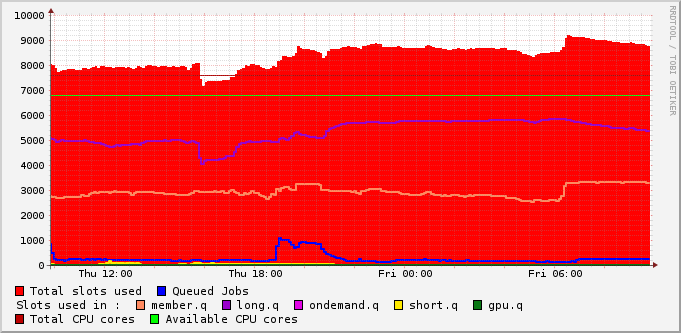 10000
9000
8000
7000
6000
5000
4000
3000
2000
1000
0
Thu 12:00 Thu 18:00 Fri 00:00 Fri 06:00
Total slots used Queued Jobs
Slots used in : member.q long.q ondemand.q short.q gpu.q
Total CPU cores Available CPU cores
RRDTOOL / TOBI OETIKER